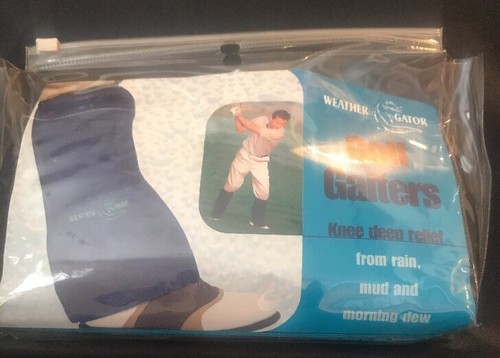 WEATHER GATOR
Gaiters
Knee deep relief
from rain,
mud and
morning dew